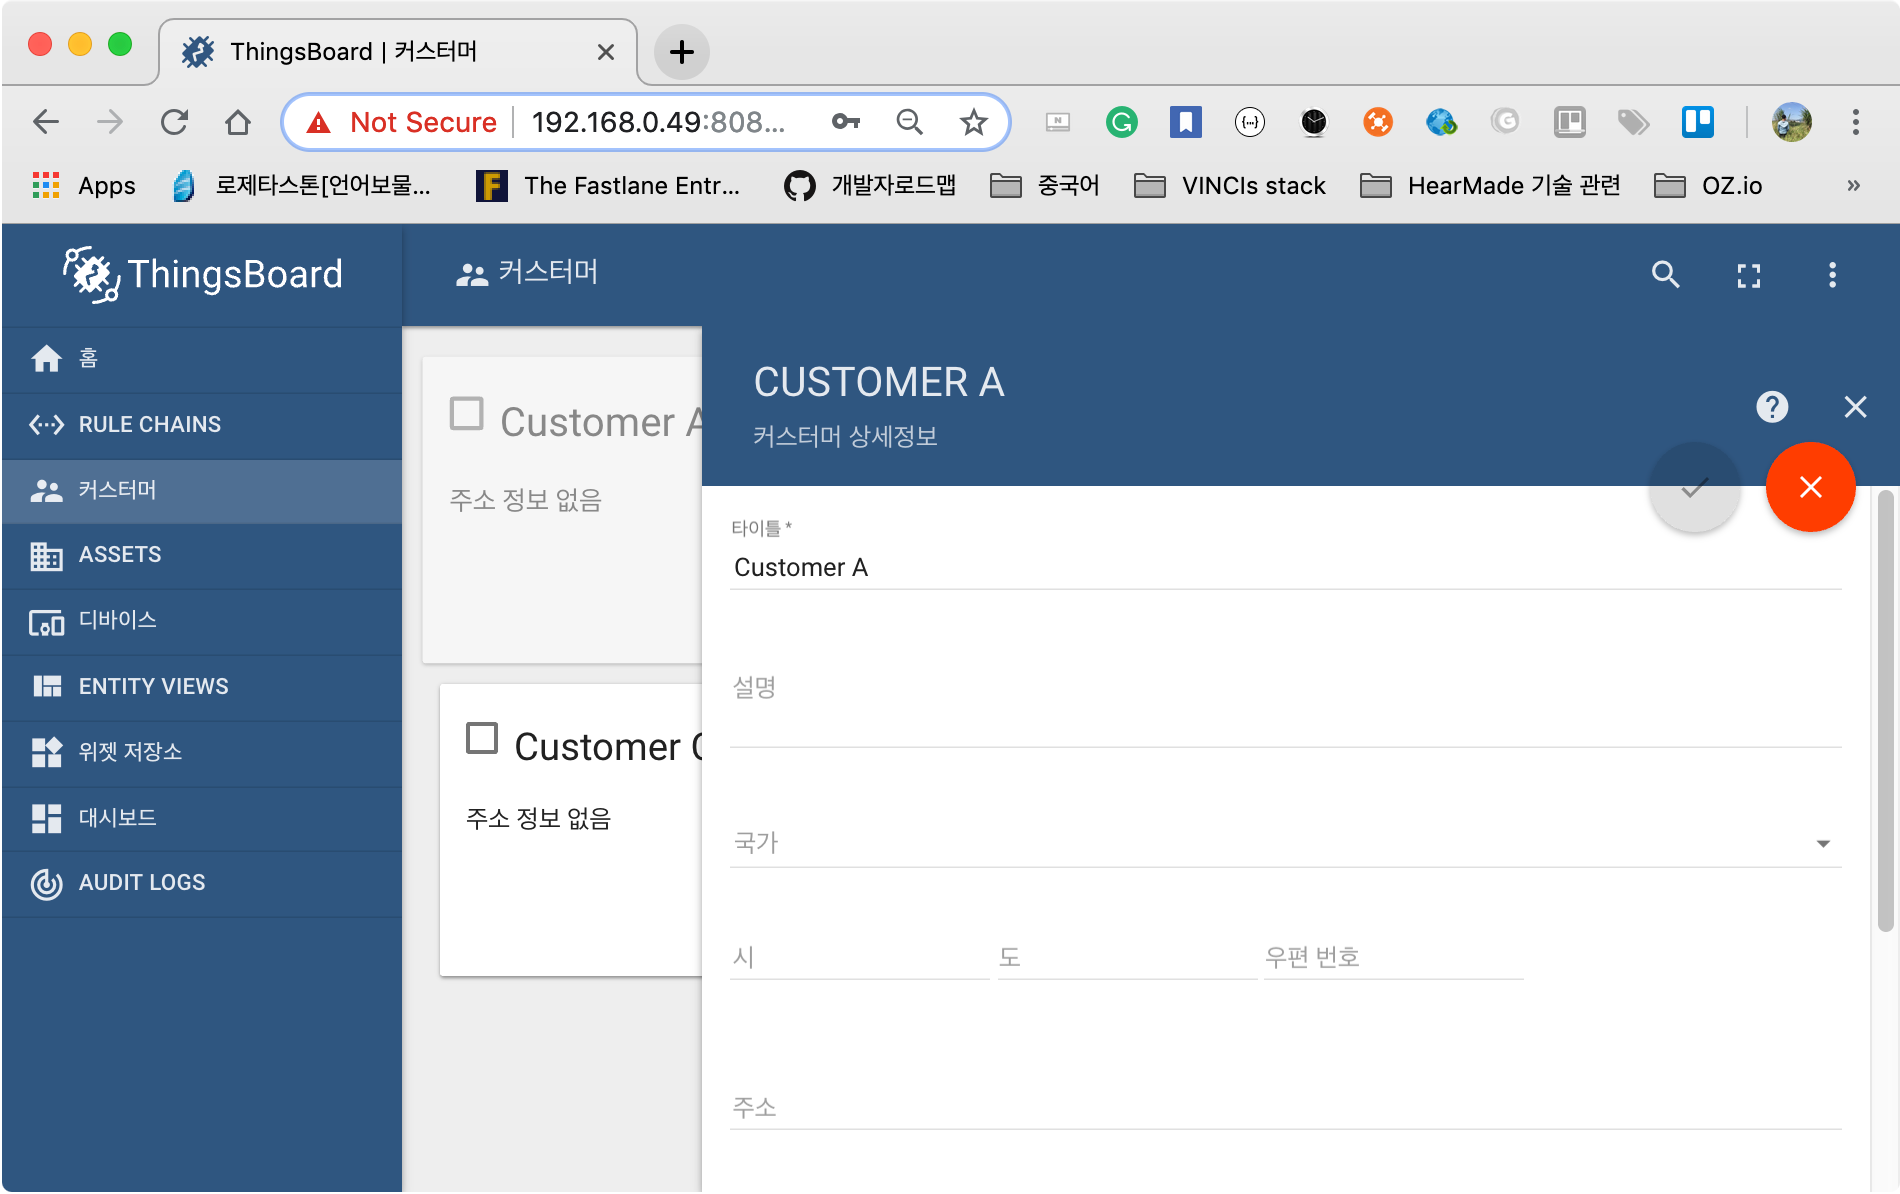 ThingsBoard | 커스터머
Not Secure 192.168.0.49:808...
Apps 로제타스톤[언어보물... The Fastlane Entr... 개발자로드맵 중국어 VINCIs stack HearMade 기술 관련 OZ.io »
ThingsBoard
커스터머
홈
RULE CHAINS
커스터머
ASSETS
디바이스
ENTITY VIEWS
위젯 저장소
대시보드
AUDIT LOGS
Customer A
주소 정보 없음
Customer
주소 정보 없음
CUSTOMER A
커스터머 상세정보
타이틀 *
Customer A
설명
국가
시 도 우편 번호
주소